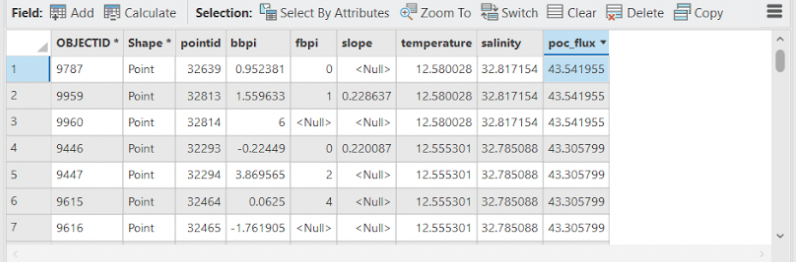 Field: Add Calculate Selection: Select By Attributes Zoom To Switch Clear Delete Copy
OBJECTID * Shape * pointid bbpi fbpi slope temperature salinity poc_flux
1 9787 Point 32639 0.952381 0 <Null> 12.580028 32.817154 43.541955
2 9959 Point 32813 1.559633 1 0.228637 12.580028 32.817154 43.541955
3 9960 Point 32814 6 <Null> <Null> 12.580028 32.817154 43.541955
4 9446 Point 32293 -0.22449 0 0.220087 12.555301 32.785088 43.305799
5 9447 Point 32294 3.869565 2 <Null> 12.555301 32.785088 43.305799
6 9615 Point 32464 0.0625 4 <Null> 12.555301 32.785088 43.305799
7 9616 Point 32465 -1.761905 <Null> <Null> 12.555301 32.785088 43.305799